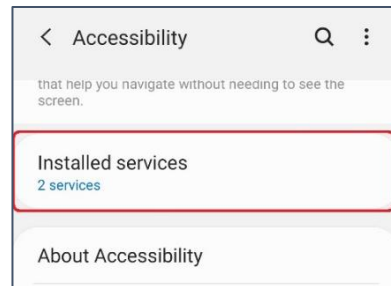 Accessibility
that help you navigate without needing to see the
screen.
Installed services
2 services
About Accessibility